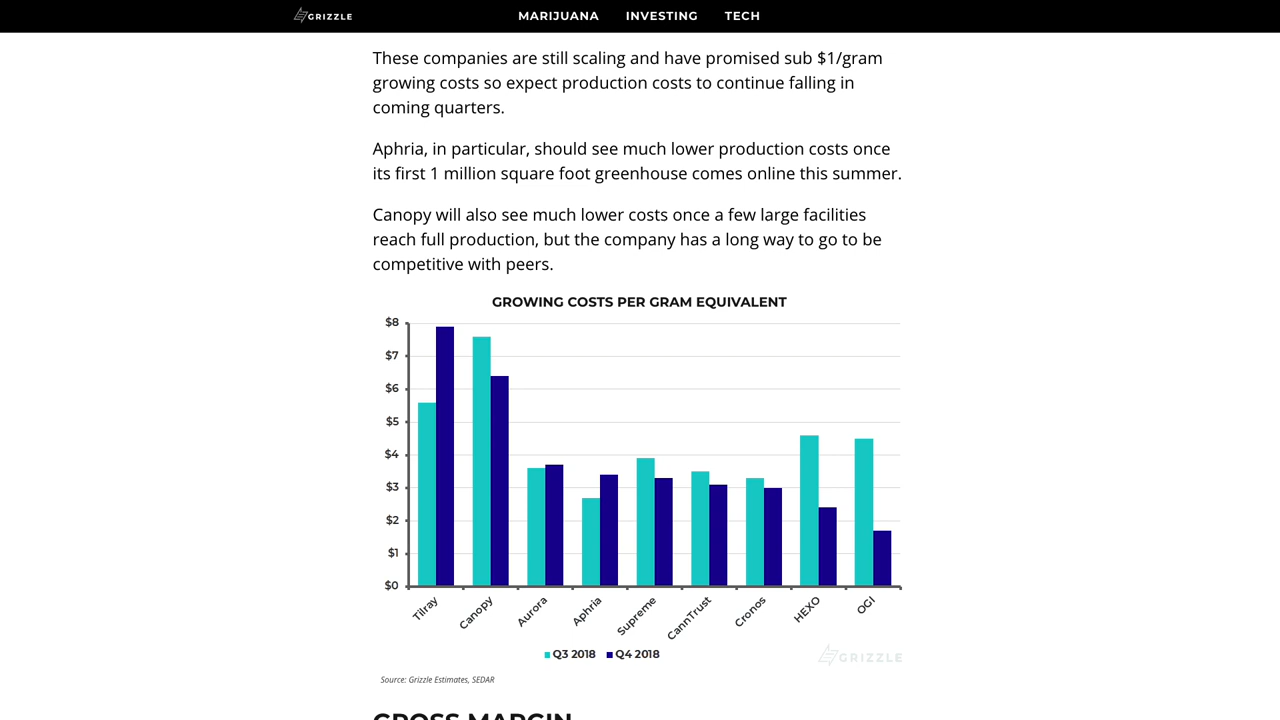 GRIZZLE
MARIJUANA INVESTING TECH
These companies are still scaling and have promised sub $1/gram
growing costs so expect production costs to continue falling in
coming quarters.
Aphria, in particular, should see much lower production costs once
its first 1 million square foot greenhouse comes online this summer.
Canopy will also see much lower costs once a few large facilities
reach full production, but the company has a long way to go to be
competitive with peers.
GROWING COSTS PER GRAM EQUIVALENT
$8
$7
$6
$5
$4
$3
$2
$1
$0
Tilray Canopy Aurora Aphria Supreme CannTrust Cronos HEXO OGI
Q3 2018 Q4 2018
GRIZZLE
Source: Grizzle Estimates, SEDAR
GROSS MARGIN